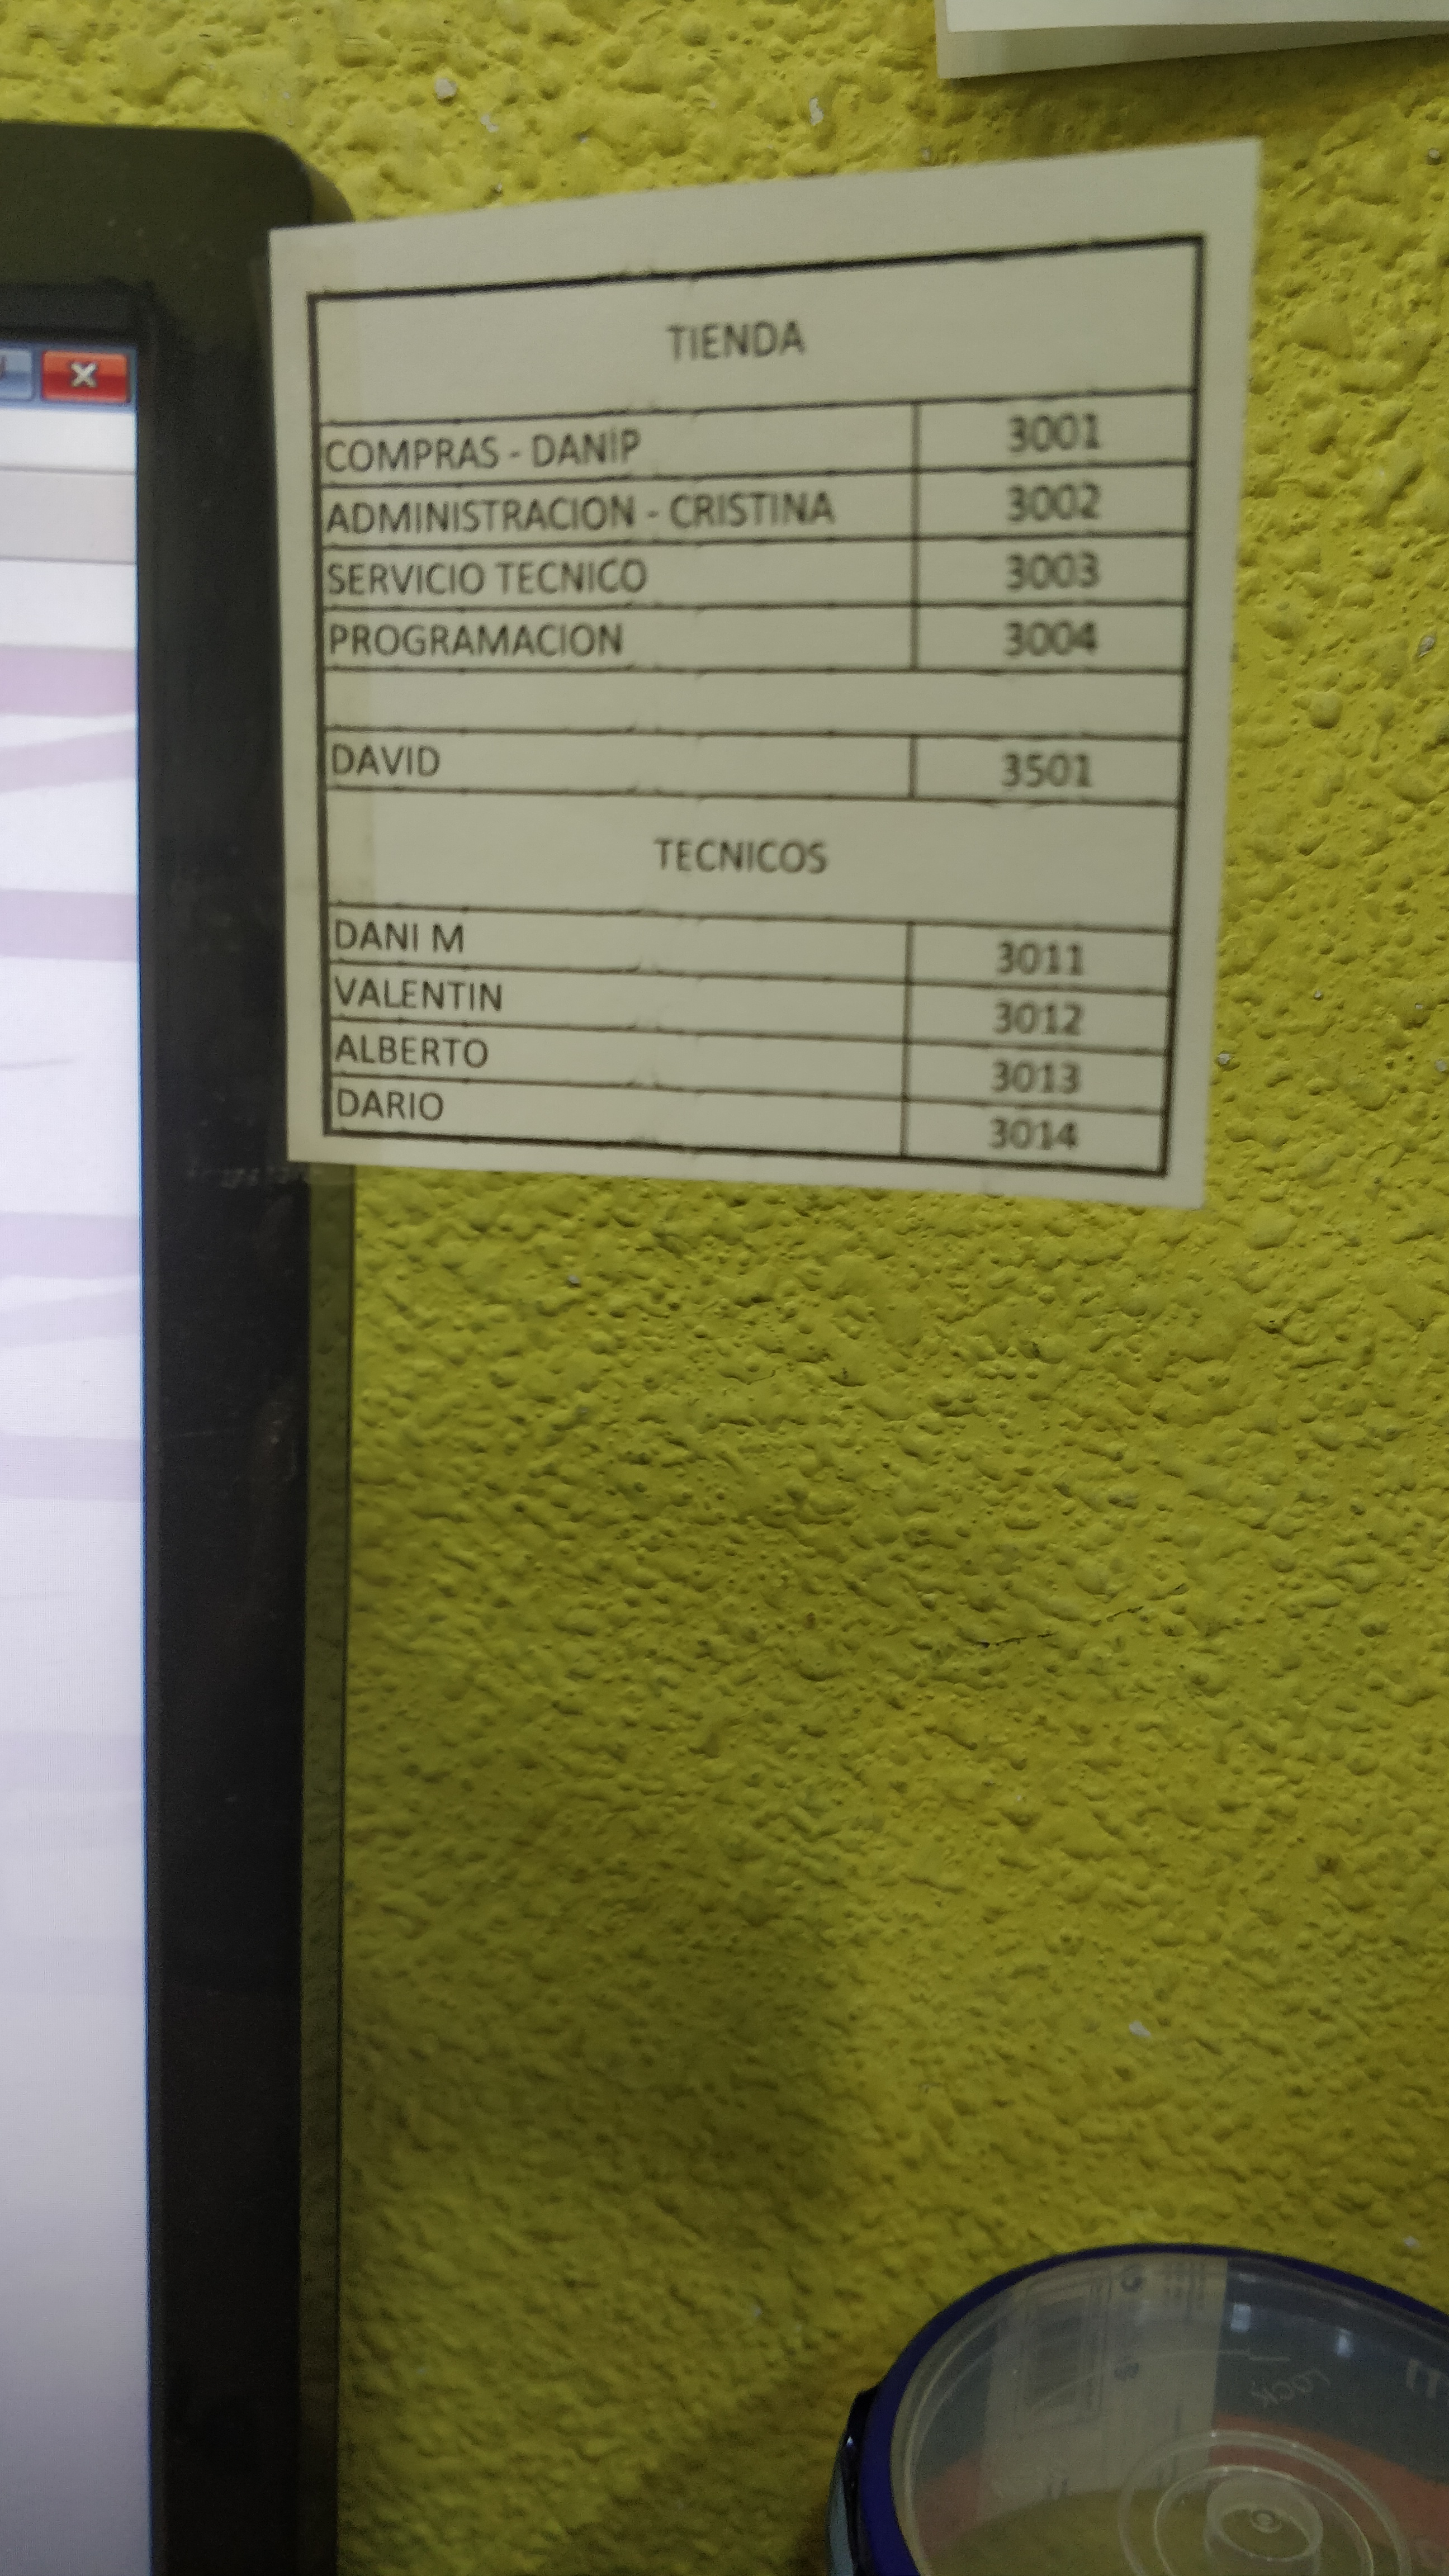 TIENDA
COMPRAS - DANIP 3001
ADMINISTRACION - CRISTINA 3002
SERVICIO TECNICO 3003
PROGRAMACION 3004
DAVID 3501
TECNICOS
DANI M 3011
VALENTIN 3012
ALBERTO 3013
DARIO 3014
LOCK